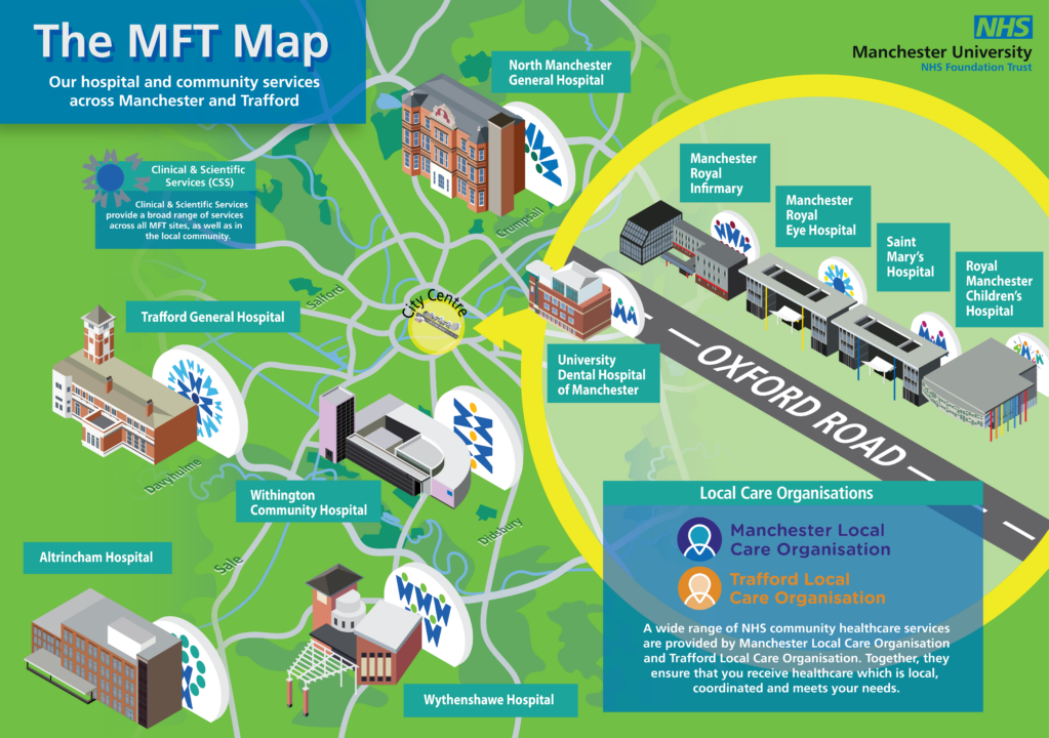 The MFT Map
Our hospital and community services
across Manchester and Trafford
NHS
Manchester University
NHS Foundation Trust
North Manchester
General Hospital
Clinical & Scientific
Services (CSS)
Clinical & Scientific Services
provide a broad range of services
across all MFT sites, as well as in
the local community.
Crumpsall
Manchester
Royal
Infirmary
Manchester
Royal
Eye Hospital
Saint
Mary's
Hospital
Royal
Manchester
Children's
Hospital
Salford
City Centre
Trafford General Hospital
University
Dental Hospital
of Manchester
OXFORD ROAD
Davyhulme
Withington
Community Hospital
Didsbury
Altrincham Hospital
Sale
Wythenshawe Hospital
Local Care Organisations
Manchester Local
Care Organisation
Trafford Local
Care Organisation
A wide range of NHS community healthcare services
are provided by Manchester Local Care Organisation
and Trafford Local Care Organisation. Together, they
ensure that you receive healthcare which is local,
coordinated and meets your needs.